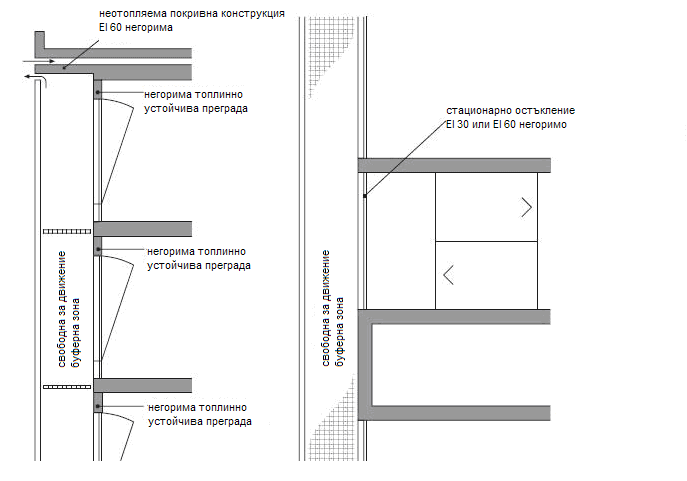 неотопляема покривна конструкция
EI 60 негорима
негорима топлинно
устойчива преграда
стационарно остъкление
EI 30 или EI 60 негоримо
негорима топлинно
устойчива преграда
свободна за движение
буферна зона
свободна за движение
буферна зона
негорима топлинно
устойчива преграда